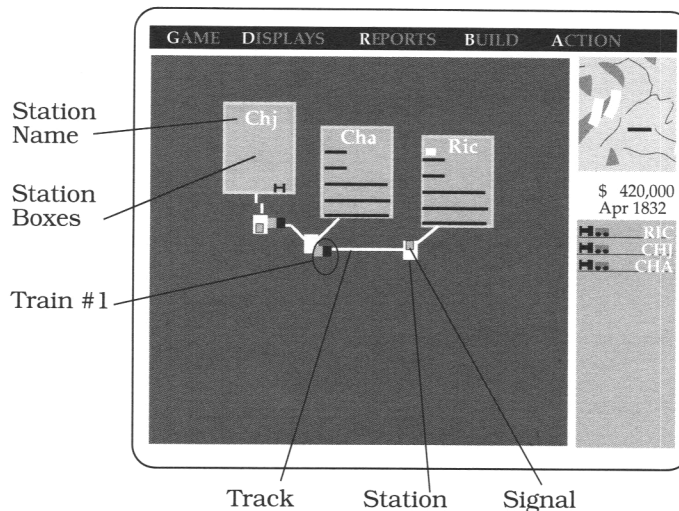 GAME DISPLAYS REPORTS BUILD ACTION
Station
Name
Chj
Cha
Ric
Station
Boxes
$ 420,000
Apr 1832
RIC
CHJ
CHA
Train #1
Track
Station
Signal